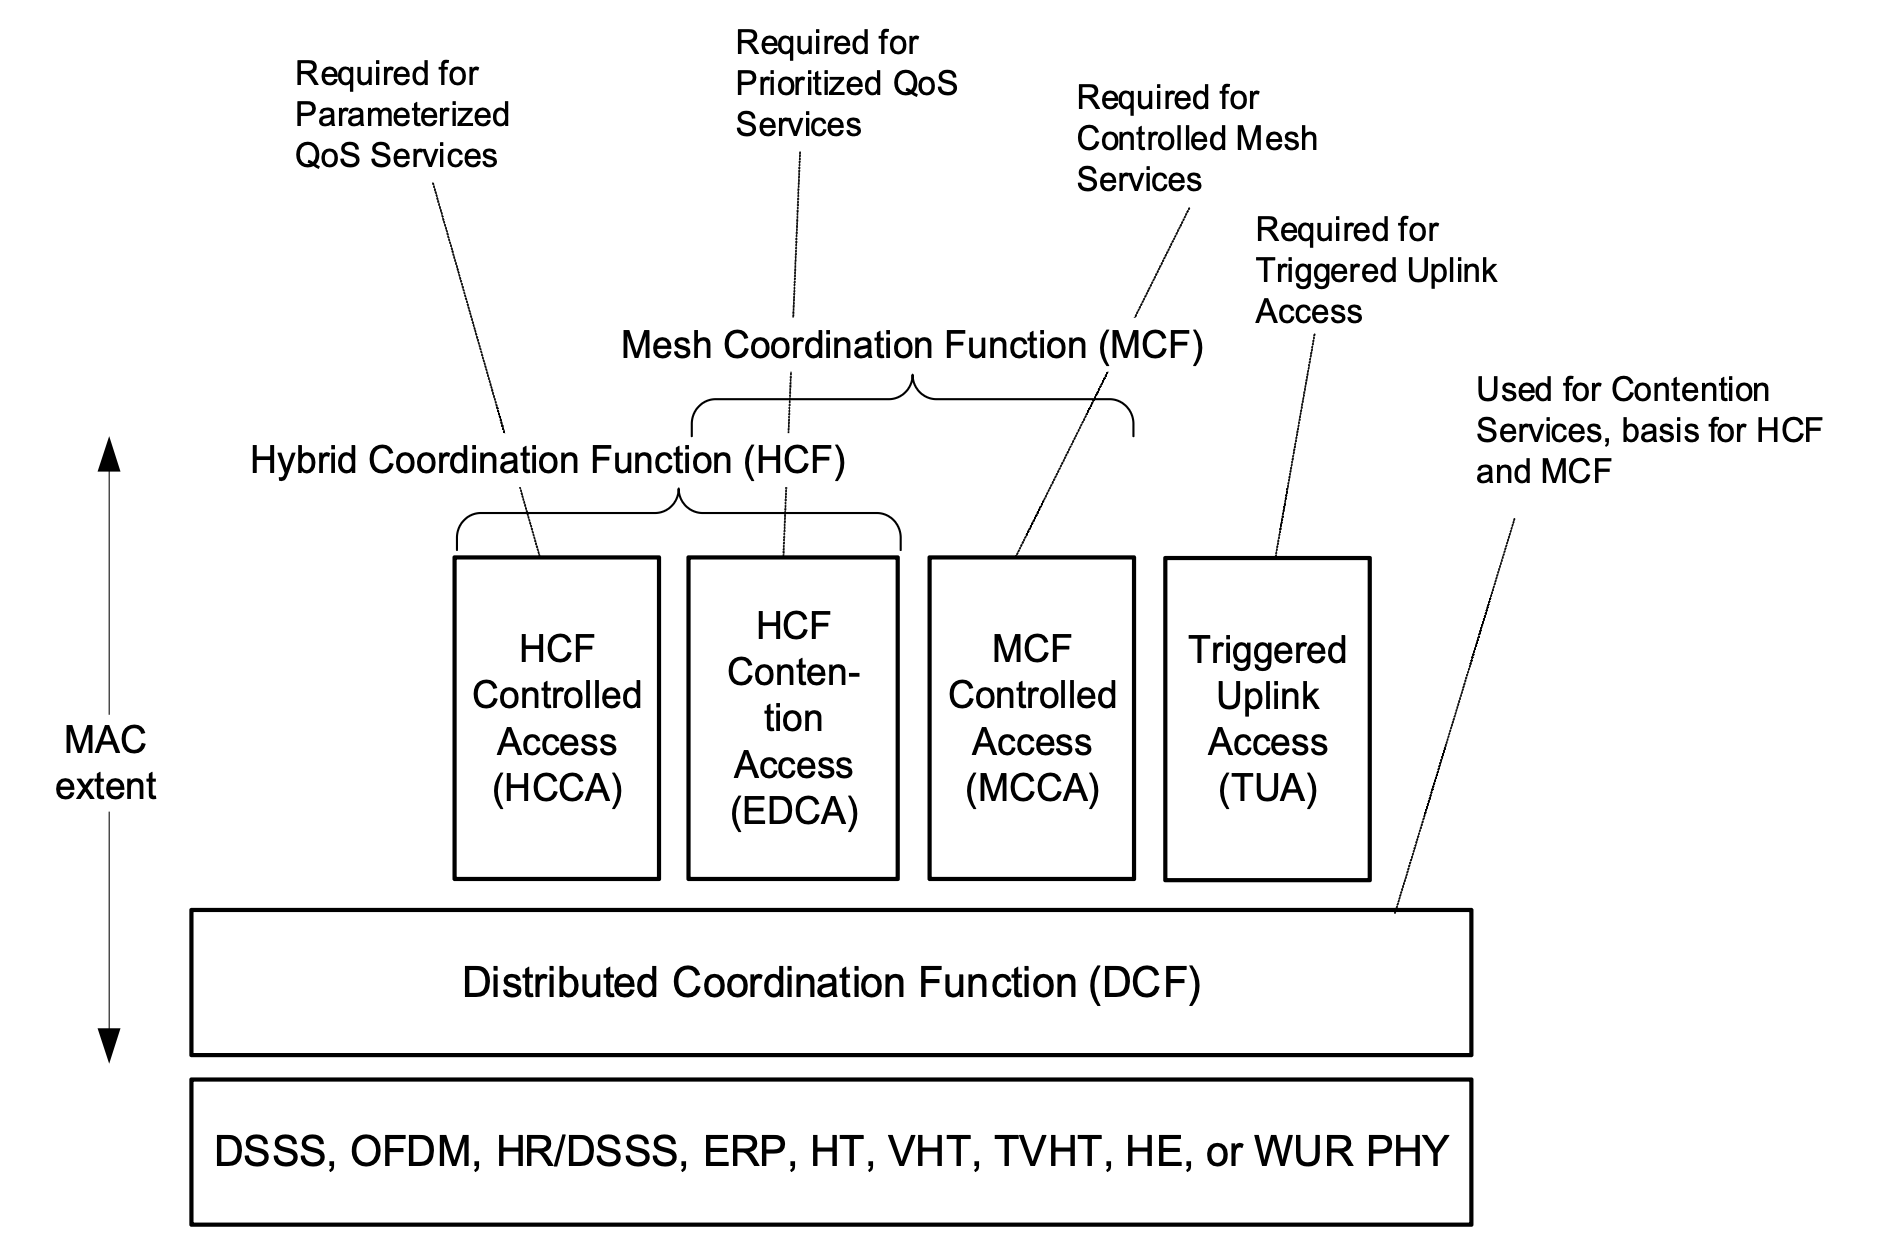 Required for
Parameterized
QoS Services
Required for
Prioritized QoS
Services
Required for
Controlled Mesh
Services
Required for
Triggered Uplink
Access
Mesh Coordination Function (MCF)
Used for Contention
Services, basis for HCF
and MCF
Hybrid Coordination Function (HCF)
MAC
extent
HCF
Controlled
Access
(HCCA)
HCF
Conten-
tion
Access
(EDCA)
MCF
Controlled
Access
(MCCA)
Triggered
Uplink
Access
(TUA)
Distributed Coordination Function (DCF)
DSSS, OFDM, HR/DSSS, ERP, HT, VHT, TVHT, HE, or WUR PHY